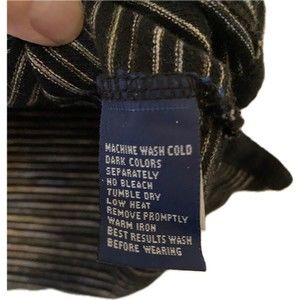 MACHINE WASH COLD
DARK COLORS
SEPARATELY
NO BLEACH
TUMBLE DRY
LOW HEAT
REMOVE PROMPTLY
WARM IRON
BEST RESULTS WASH
BEFORE WEARING